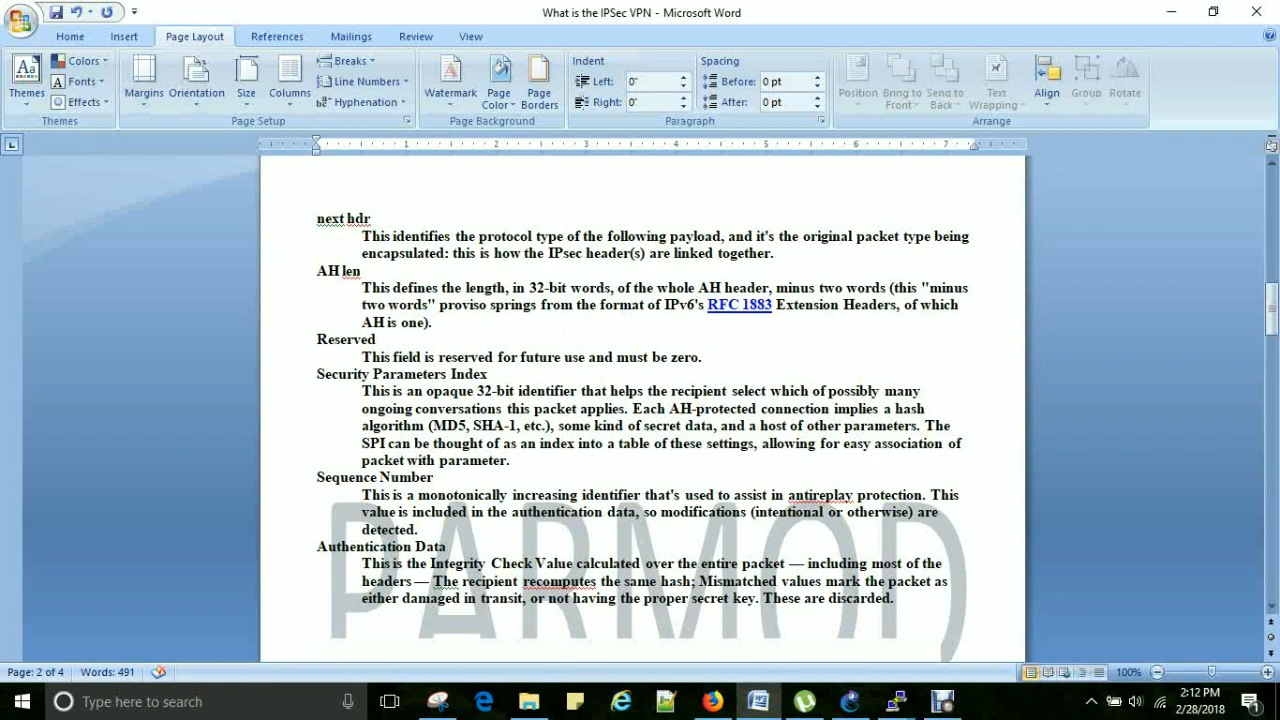 What is the IPSec VPN - Microsoft Word
Home Insert Page Layout References Mailings Review View
Themes
Colors
Fonts
Effects
Themes
Margins
Orientation
Size
Columns
Breaks
Line Numbers
Hyphenation
Page Setup
Watermark
Page
Color
Page
Borders
Page Background
Indent
Left: 0"
Right: 0"
Spacing
Before: 0 pt
After: 0 pt
Paragraph
Position
Bring to
Front
Send to
Back
Text
Wrapping
Align
Group
Rotate
Arrange
1 2 3 4 5 6 7
next hdr
This identifies the protocol type of the following payload, and it's the original packet type being
encapsulated: this is how the IPsec header(s) are linked together.
AH len
This defines the length, in 32-bit words, of the whole AH header, minus two words (this "minus
two words" proviso springs from the format of IPv6's RFC 1883 Extension Headers, of which
AH is one).
Reserved
This field is reserved for future use and must be zero.
Security Parameters Index
This is an opaque 32-bit identifier that helps the recipient select which of possibly many
ongoing conversations this packet applies. Each AH-protected connection implies a hash
algorithm (MD5, SHA-1, etc.), some kind of secret data, and a host of other parameters. The
SPI can be thought of as an index into a table of these settings, allowing for easy association of
packet with parameter.
Sequence Number
This is a monotonically increasing identifier that's used to assist in antireplay protection. This
value is included in the authentication data, so modifications (intentional or otherwise) are
detected.
Authentication Data
This is the Integrity Check Value calculated over the entire packet — including most of the
headers — The recipient recomputes the same hash; Mismatched values mark the packet as
either damaged in transit, or not having the proper secret key. These are discarded.
PARMOD
Page: 2 of 4 Words: 491 100%
Type here to search
2:12 PM
2/28/2018